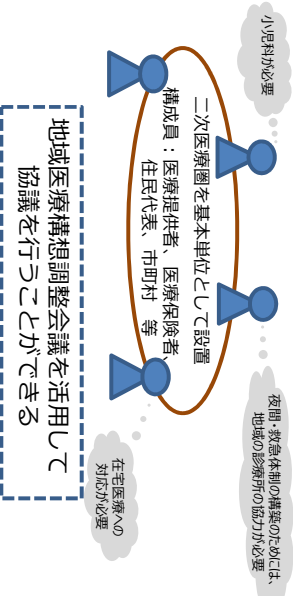 小児科が必要
夜間・救急体制の構築のためには、
地域の診療所の協力が必要
二次医療圏を基本単位として設置
構成員：医療提供者、医療保険者、
住民代表、市町村　等
在宅医療への
対応が必要
地域医療構想調整会議を活用して
協議を行うことができる